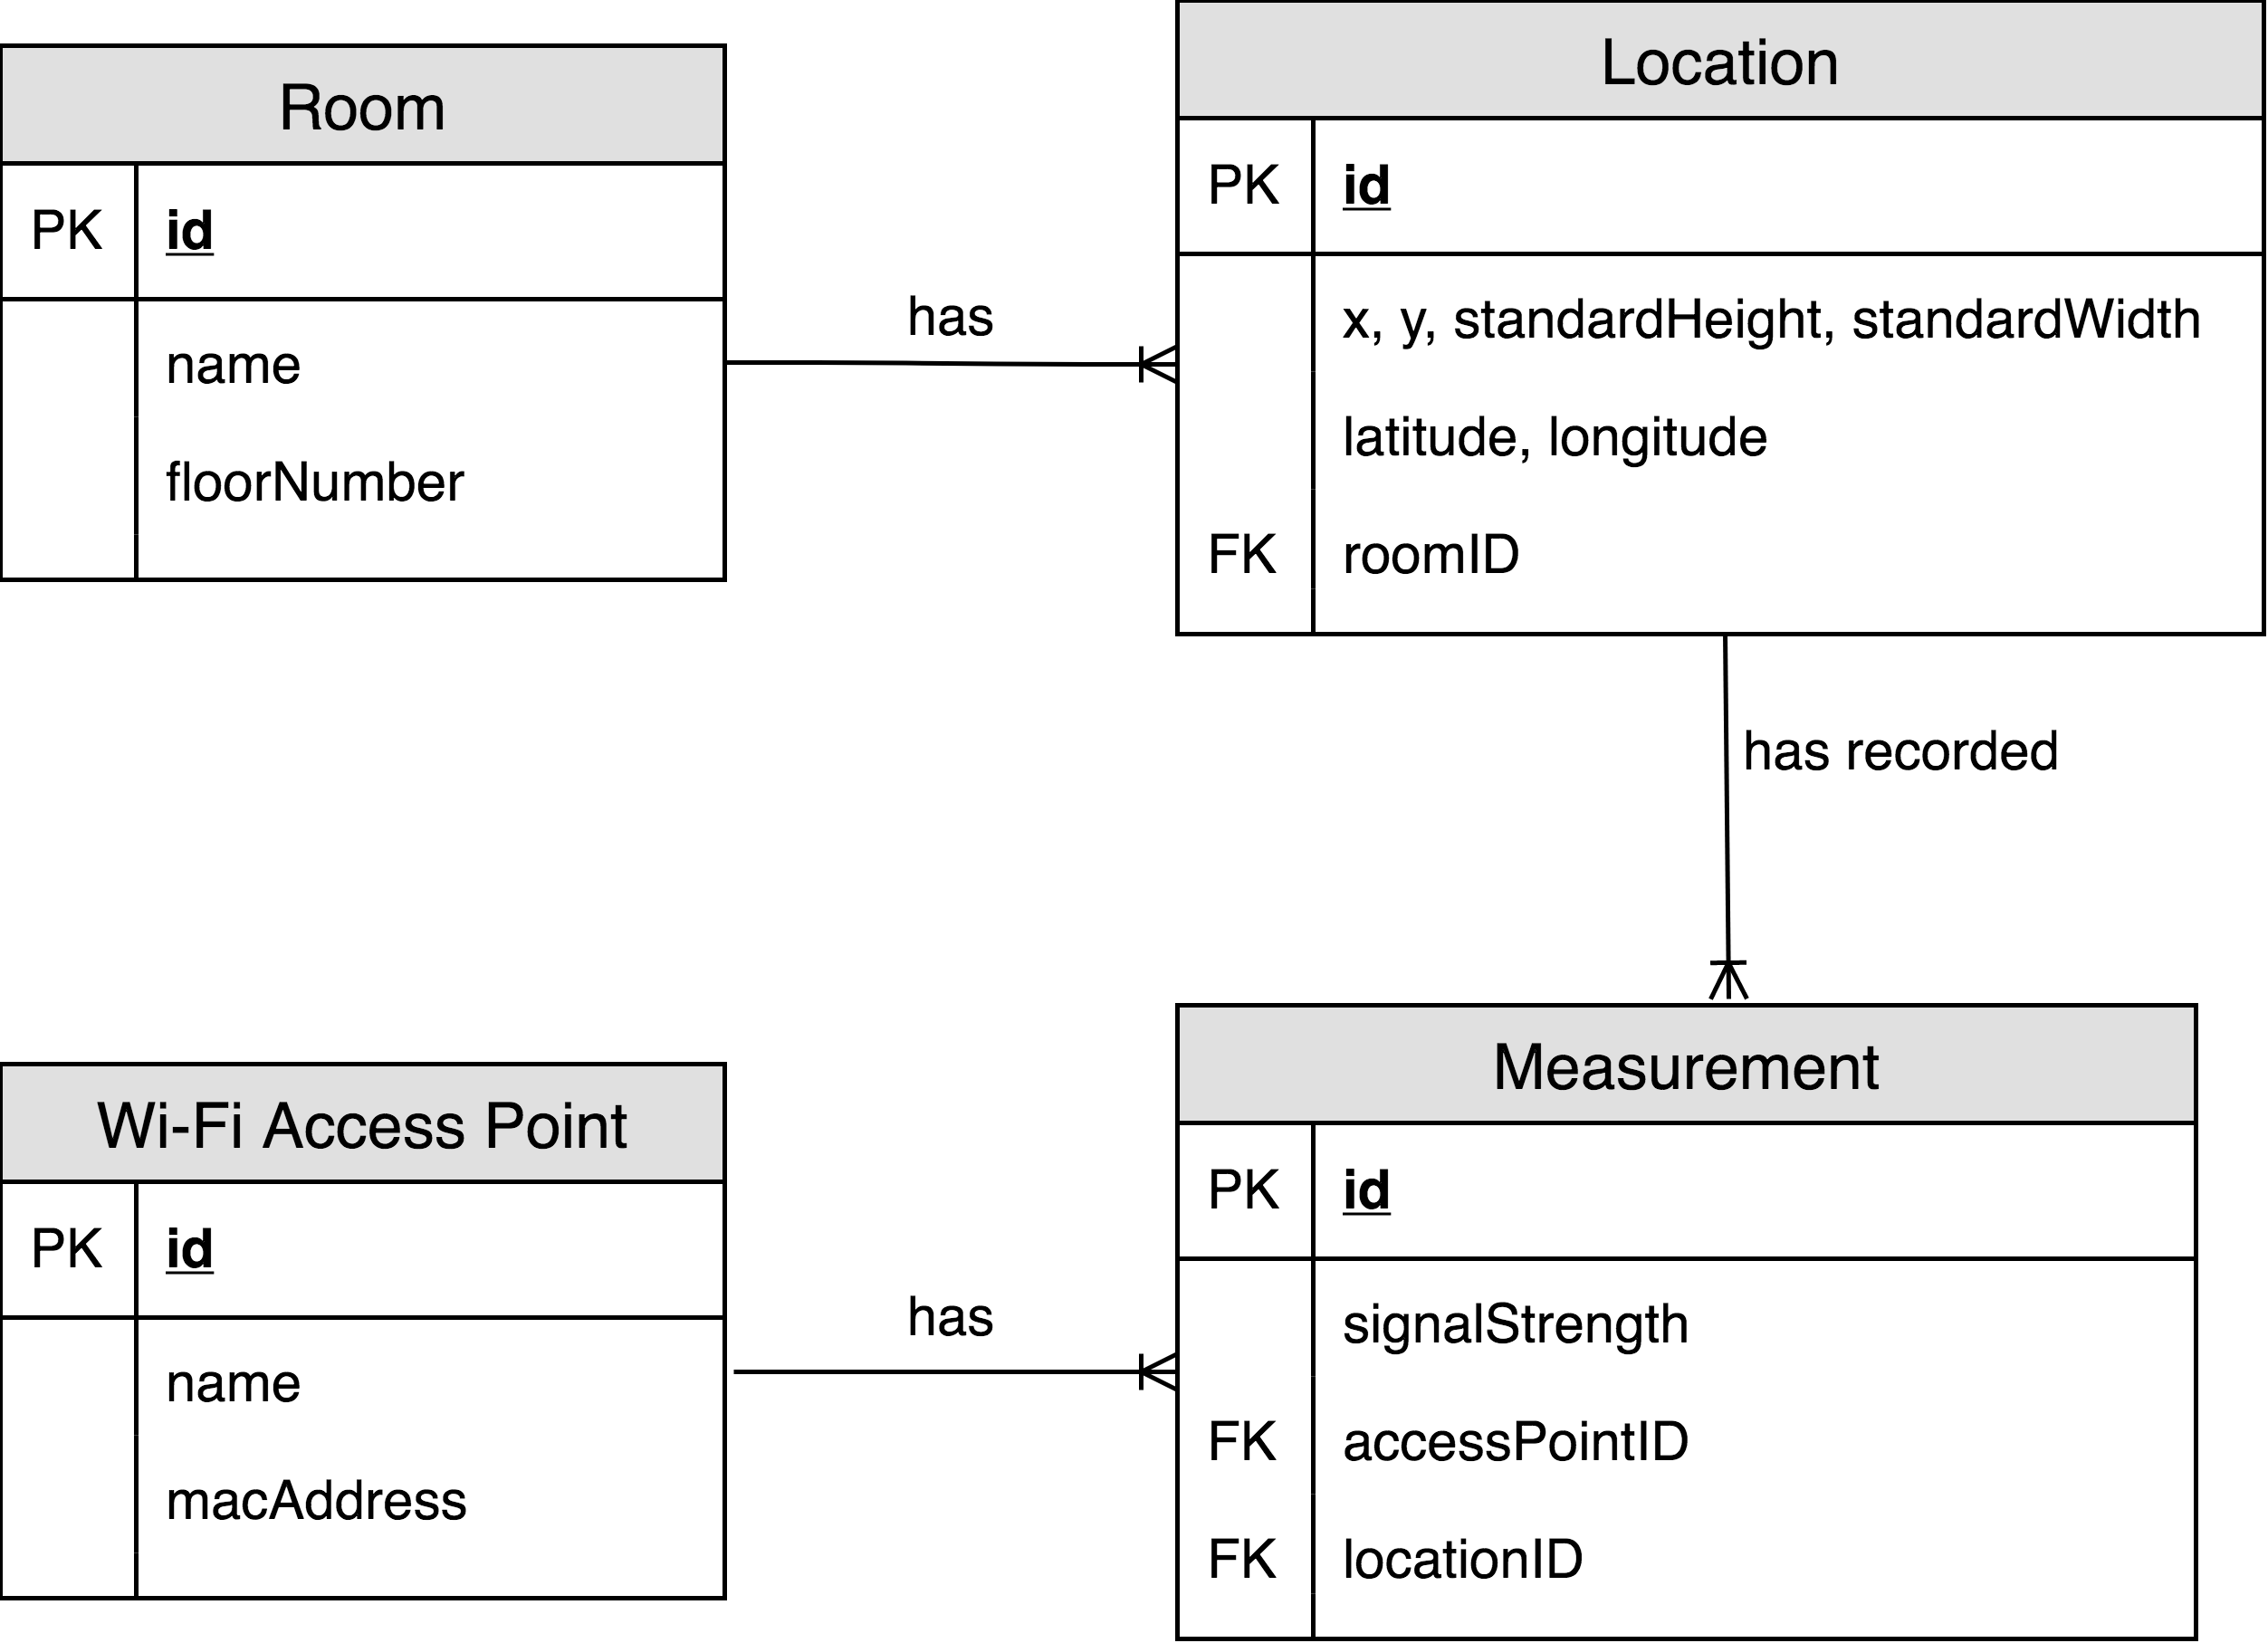 Room
PK id
name
floorNumber
has
Location
PK id
x, y, standardHeight, standardWidth
latitude, longitude
FK roomID
has recorded
Wi-Fi Access Point
PK id
name
macAddress
has
Measurement
PK id
signalStrength
FK accessPointID
FK locationID